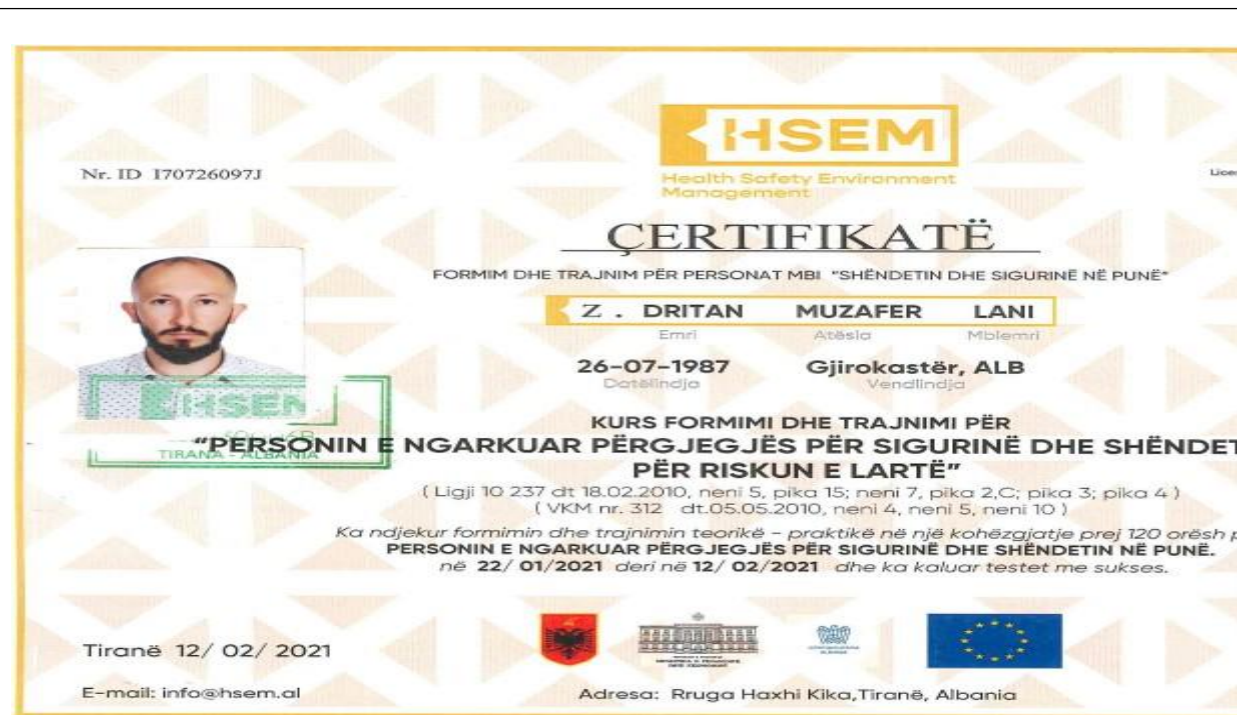 HSEM
Health Safety Environment
Management
Nr. ID I70726097J
ÇERTIFIKATË
FORMIM DHE TRAJNIM PËR PERSONAT MBI "SHËNDETIN DHE SIGURINË NË PUNË"
Z . DRITAN MUZAFER LANI
Emri Atësia Mbiemri
26-07-1987 Gjirokastër, ALB
Datëlindja Vendlindja
HSEM
TIRANA - ALBANIA
KURS FORMIMI DHE TRAJNIMI PËR
"PERSONIN E NGARKUAR PËRGJEGJËS PËR SIGURINË DHE SHËNDET
PËR RISKUN E LARTË"
( Ligji 10 237 dt 18.02.2010, neni 5, pika 15; neni 7, pika 2,C; pika 3; pika 4 )
( VKM nr. 312 dt.05.05.2010, neni 4, neni 5, neni 10 )
Ka ndjekur formimin dhe trajnimin teorikë - praktikë në një kohëzgjatje prej 120 orësh p
PERSONIN E NGARKUAR PËRGJEGJËS PËR SIGURINË DHE SHËNDETIN NË PUNË.
në 22/ 01/2021 deri në 12/ 02/2021 dhe ka kaluar testet me sukses.
Tiranë 12/ 02/ 2021
E-mail: info@hsem.al
Adresa: Rruga Haxhi Kika,Tiranë, Albania